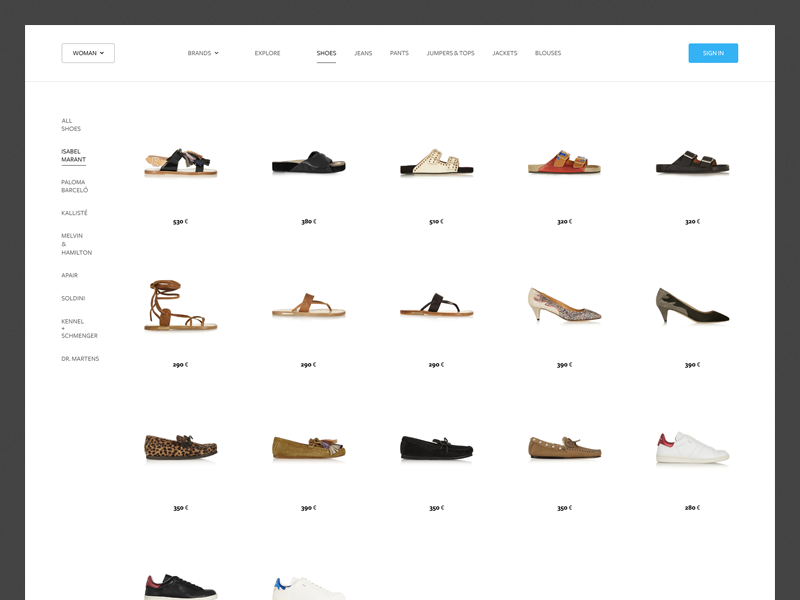 WOMAN
BRANDS
EXPLORE
SHOES
JEANS
PANTS
JUMPERS & TOPS
JACKETS
BLOUSES
SIGN IN
ALL
SHOES
ISABEL
MARANT
PALOMA
BARCELÓ
KALLISTÉ
MELVIN
&
HAMILTON
APAIR
SOLDINI
KENNEL
+
SCHMENGER
DR. MARTENS
530 €
380 €
510 €
320 €
320 €
290 €
290 €
290 €
390 €
390 €
350 €
390 €
350 €
350 €
280 €